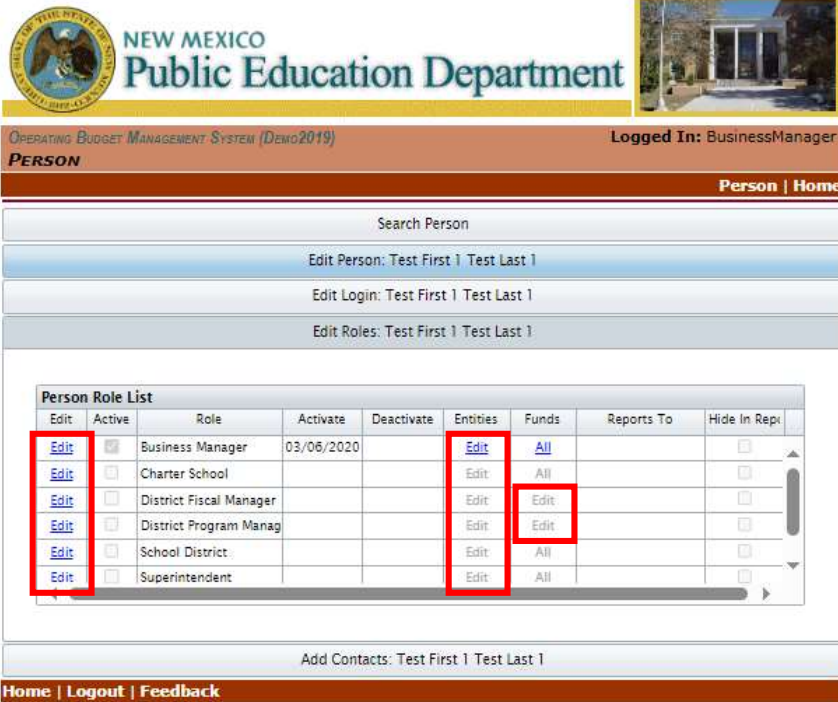 NEW MEXICO
Public Education Department
OPERATING BUDGET MANAGEMENT SYSTEM (DEMO2019)
Logged In: BusinessManager
PERSON
Person | Home
Search Person
Edit Person: Test First 1 Test Last 1
Edit Login: Test First 1 Test Last 1
Edit Roles: Test First 1 Test Last 1
Person Role List
Edit Active Role Activate Deactivate Entities Funds Reports To Hide In Repo
Edit Business Manager 03/06/2020 Edit All
Edit Charter School Edit All
Edit District Fiscal Manager Edit Edit
Edit District Program Manag Edit Edit
Edit School District Edit All
Edit Superintendent Edit All
Add Contacts: Test First 1 Test Last 1
Home | Logout | Feedback